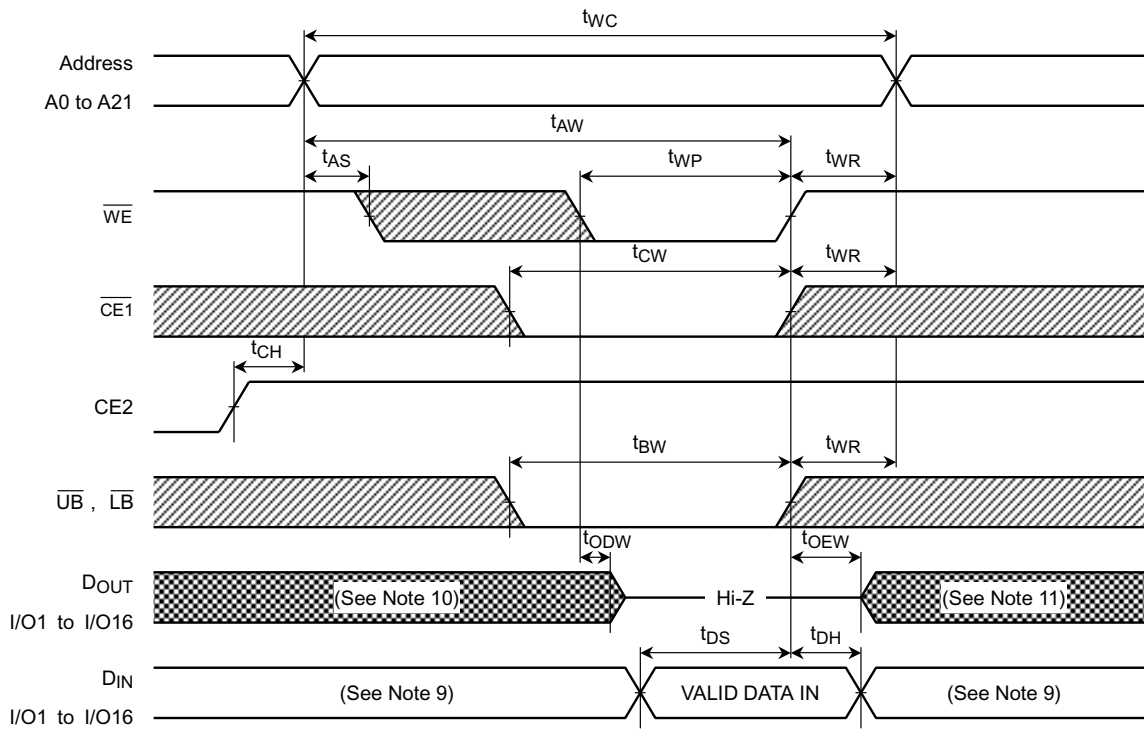 tWC
Address
A0 to A21
tAW
tAS
tWP
tWR
WE
tCW
tWR
CE1
tCH
CE2
tBW
tWR
UB , LB
tODW
tOEW
DOUT
(See Note 10)
Hi-Z
(See Note 11)
I/O1 to I/O16
tDS
tDH
DIN
(See Note 9)
VALID DATA IN
(See Note 9)
I/O1 to I/O16